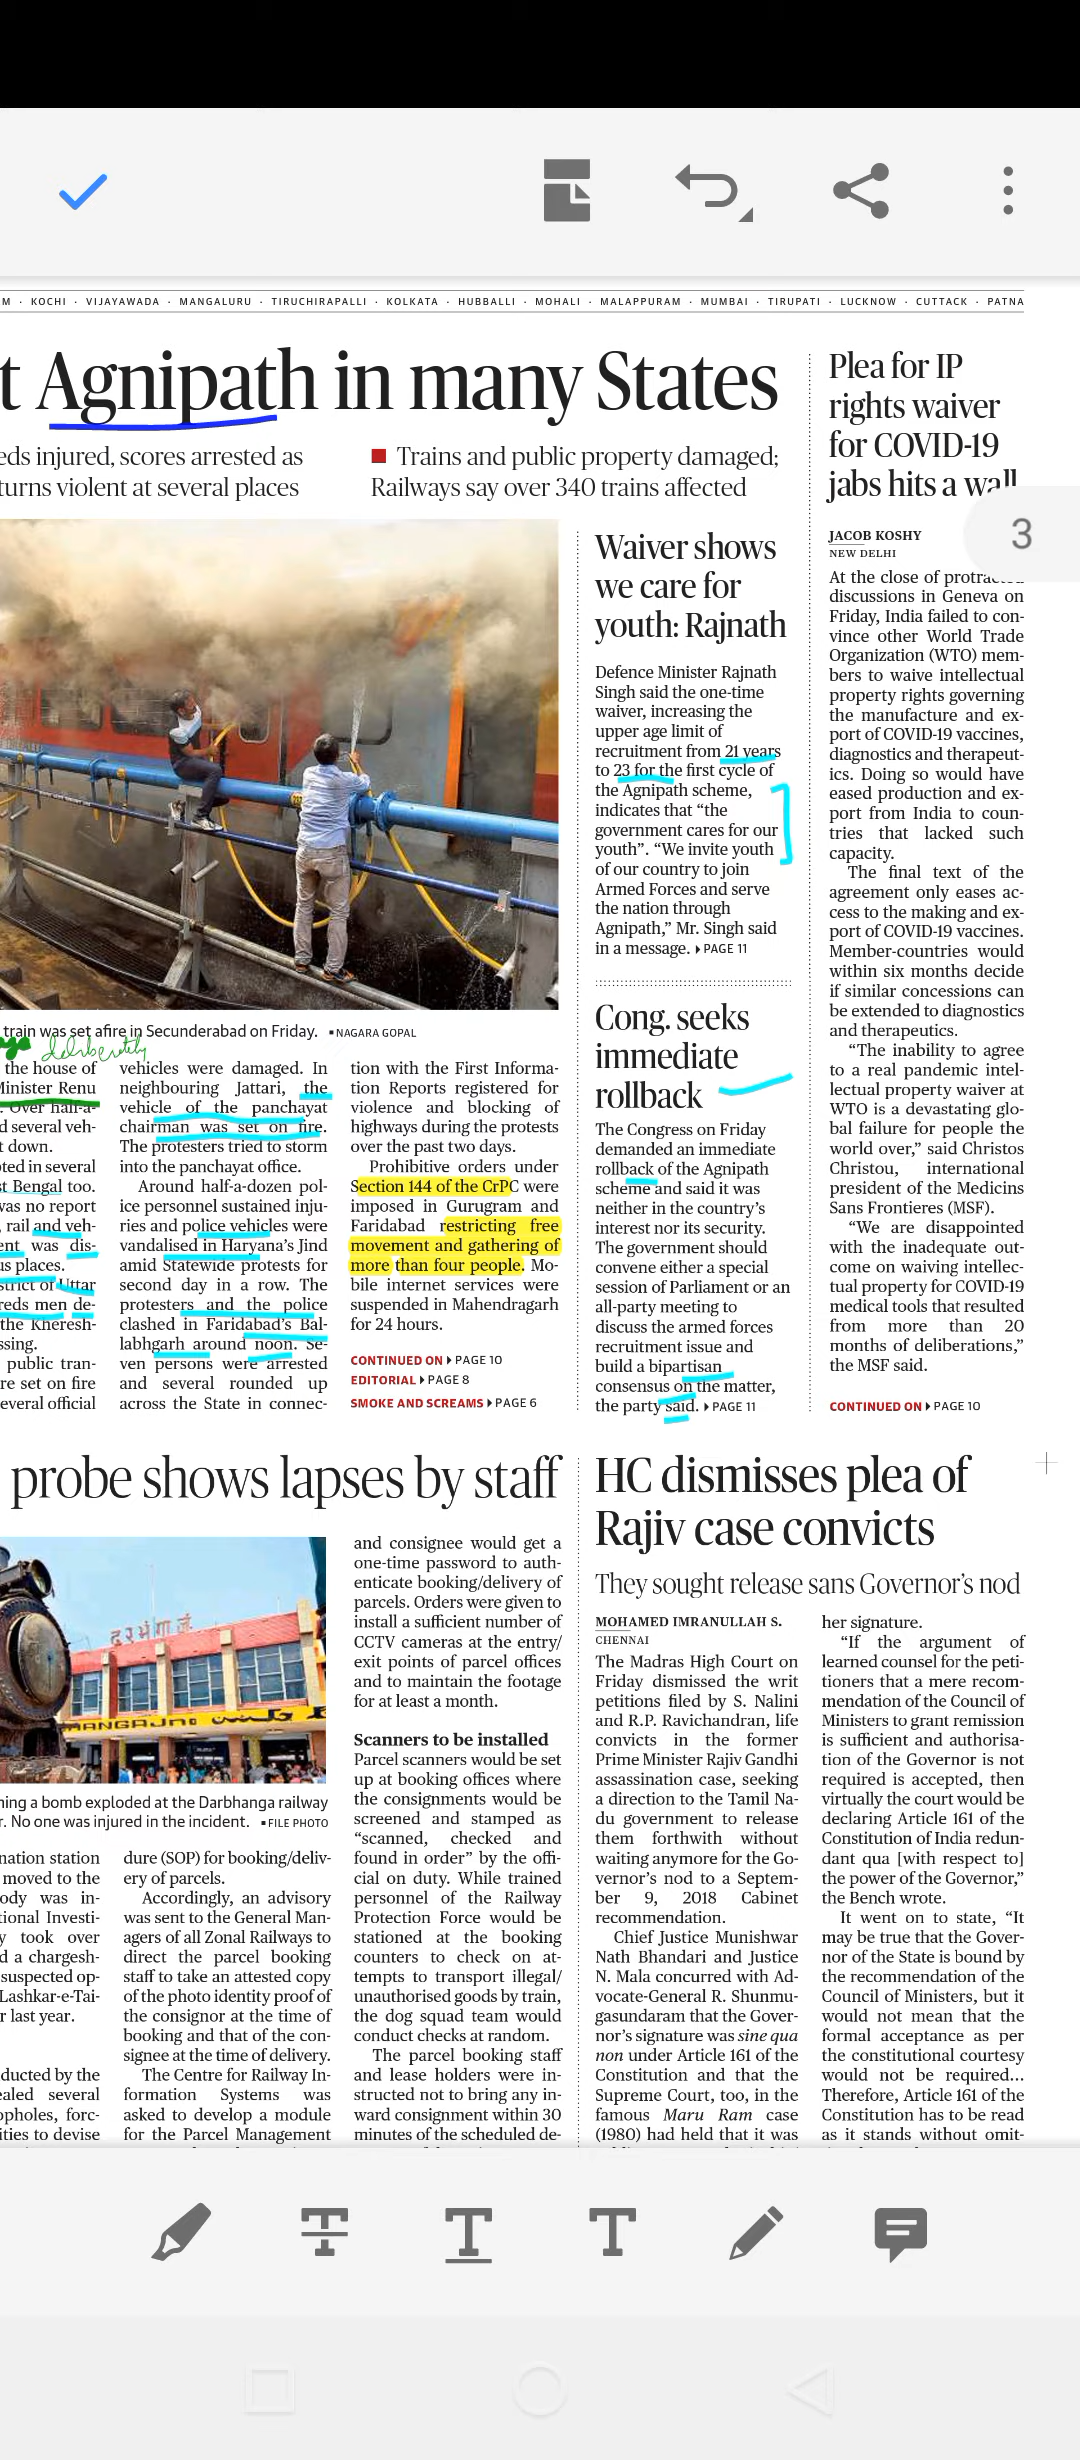 M · KOCHI · VIJAYAWADA · MANGALURU · TIRUCHIRAPALLI · KOLKATA · HUBBALLI · MOHALI · MALAPPURAM · MUMBAI · TIRUPATI · LUCKNOW · CUTTACK · PATNA
t Agnipath in many States
eds injured, scores arrested as
turns violent at several places
Trains and public property damaged;
Railways say over 340 trains affected
train was set afire in Secunderabad on Friday. ■ NAGARA GOPAL
deliberately
the house of
Minister Renu
. Over half-a-
d several veh-
t down.
ted in several
st Bengal too.
was no report
, rail and veh-
ent was dis-
us places.
strict of Uttar
reds men de-
the Kheresh-
ssing.
public tran-
re set on fire
everal official
vehicles were damaged. In
neighbouring Jattari, the
vehicle of the panchayat
chairman was set on fire.
The protesters tried to storm
into the panchayat office.
Around half-a-dozen pol-
ice personnel sustained inju-
ries and police vehicles were
vandalised in Haryana's Jind
amid Statewide protests for
second day in a row. The
protesters and the police
clashed in Faridabad's Bal-
labhgarh around noon. Se-
ven persons were arrested
and several rounded up
across the State in connec-
tion with the First Informa-
tion Reports registered for
violence and blocking of
highways during the protests
over the past two days.
Prohibitive orders under
Section 144 of the CrPC were
imposed in Gurugram and
Faridabad restricting free
movement and gathering of
more than four people. Mo-
bile internet services were
suspended in Mahendragarh
for 24 hours.
CONTINUED ON ▶ PAGE 10
EDITORIAL ▶ PAGE 8
SMOKE AND SCREAMS ▶ PAGE 6
Waiver shows
we care for
youth: Rajnath
Defence Minister Rajnath
Singh said the one-time
waiver, increasing the
upper age limit of
recruitment from 21 years
to 23 for the first cycle of
the Agnipath scheme,
indicates that “the
government cares for our
youth”. “We invite youth
of our country to join
Armed Forces and serve
the nation through
Agnipath,” Mr. Singh said
in a message. ▶ PAGE 11
Cong. seeks
immediate
rollback
The Congress on Friday
demanded an immediate
rollback of the Agnipath
scheme and said it was
neither in the country's
interest nor its security.
The government should
convene either a special
session of Parliament or an
all-party meeting to
discuss the armed forces
recruitment issue and
build a bipartisan
consensus on the matter,
the party said. ▶ PAGE 11
Plea for IP
rights waiver
for COVID-19
jabs hits a wall
3
JACOB KOSHY
NEW DELHI
At the close of protracted
discussions in Geneva on
Friday, India failed to con-
vince other World Trade
Organization (WTO) mem-
bers to waive intellectual
property rights governing
the manufacture and ex-
port of COVID-19 vaccines,
diagnostics and therapeut-
ics. Doing so would have
eased production and ex-
port from India to coun-
tries that lacked such
capacity.
The final text of the
agreement only eases ac-
cess to the making and ex-
port of COVID-19 vaccines.
Member-countries would
within six months decide
if similar concessions can
be extended to diagnostics
and therapeutics.
“The inability to agree
to a real pandemic intel-
lectual property waiver at
WTO is a devastating glo-
bal failure for people the
world over,” said Christos
Christou, international
president of the Medicins
Sans Frontieres (MSF).
“We are disappointed
with the inadequate out-
come on waiving intellec-
tual property for COVID-19
medical tools that resulted
from more than 20
months of deliberations,”
the MSF said.
CONTINUED ON ▶ PAGE 10
probe shows lapses by staff
ning a bomb exploded at the Darbhanga railway
r. No one was injured in the incident. ■ FILE PHOTO
दरभंगा जं
nation station
moved to the
ody was in-
tional Investi-
y took over
d a chargesh-
suspected op-
Lashkar-e-Tai-
r last year.
ducted by the
ealed several
opholes, forc-
ities to devise
dure (SOP) for booking/deliv-
ery of parcels.
Accordingly, an advisory
was sent to the General Man-
agers of all Zonal Railways to
direct the parcel booking
staff to take an attested copy
of the photo identity proof of
the consignor at the time of
booking and that of the con-
signee at the time of delivery.
The Centre for Railway In-
formation Systems was
asked to develop a module
for the Parcel Management
and consignee would get a
one-time password to auth-
enticate booking/delivery of
parcels. Orders were given to
install a sufficient number of
CCTV cameras at the entry/
exit points of parcel offices
and to maintain the footage
for at least a month.
Scanners to be installed
Parcel scanners would be set
up at booking offices where
the consignments would be
screened and stamped as
“scanned, checked and
found in order” by the offi-
cial on duty. While trained
personnel of the Railway
Protection Force would be
stationed at the booking
counters to check on at-
tempts to transport illegal/
unauthorised goods by train,
the dog squad team would
conduct checks at random.
The parcel booking staff
and lease holders were in-
structed not to bring any in-
ward consignment within 30
minutes of the scheduled de-
HC dismisses plea of
Rajiv case convicts
They sought release sans Governor's nod
MOHAMED IMRANULLAH S.
CHENNAI
The Madras High Court on
Friday dismissed the writ
petitions filed by S. Nalini
and R.P. Ravichandran, life
convicts in the former
Prime Minister Rajiv Gandhi
assassination case, seeking
a direction to the Tamil Na-
du government to release
them forthwith without
waiting anymore for the Go-
vernor's nod to a Septem-
ber 9, 2018 Cabinet
recommendation.
Chief Justice Munishwar
Nath Bhandari and Justice
N. Mala concurred with Ad-
vocate-General R. Shunmu-
gasundaram that the Gover-
nor's signature was sine qua
non under Article 161 of the
Constitution and that the
Supreme Court, too, in the
famous Maru Ram case
(1980) had held that it was
her signature.
“If the argument of
learned counsel for the peti-
tioners that a mere recom-
mendation of the Council of
Ministers to grant remission
is sufficient and authorisa-
tion of the Governor is not
required is accepted, then
virtually the court would be
declaring Article 161 of the
Constitution of India redun-
dant qua [with respect to]
the power of the Governor,”
the Bench wrote.
It went on to state, “It
may be true that the Gover-
nor of the State is bound by
the recommendation of the
Council of Ministers, but it
would not mean that the
formal acceptance as per
the constitutional courtesy
would not be required...
Therefore, Article 161 of the
Constitution has to be read
as it stands without omit-